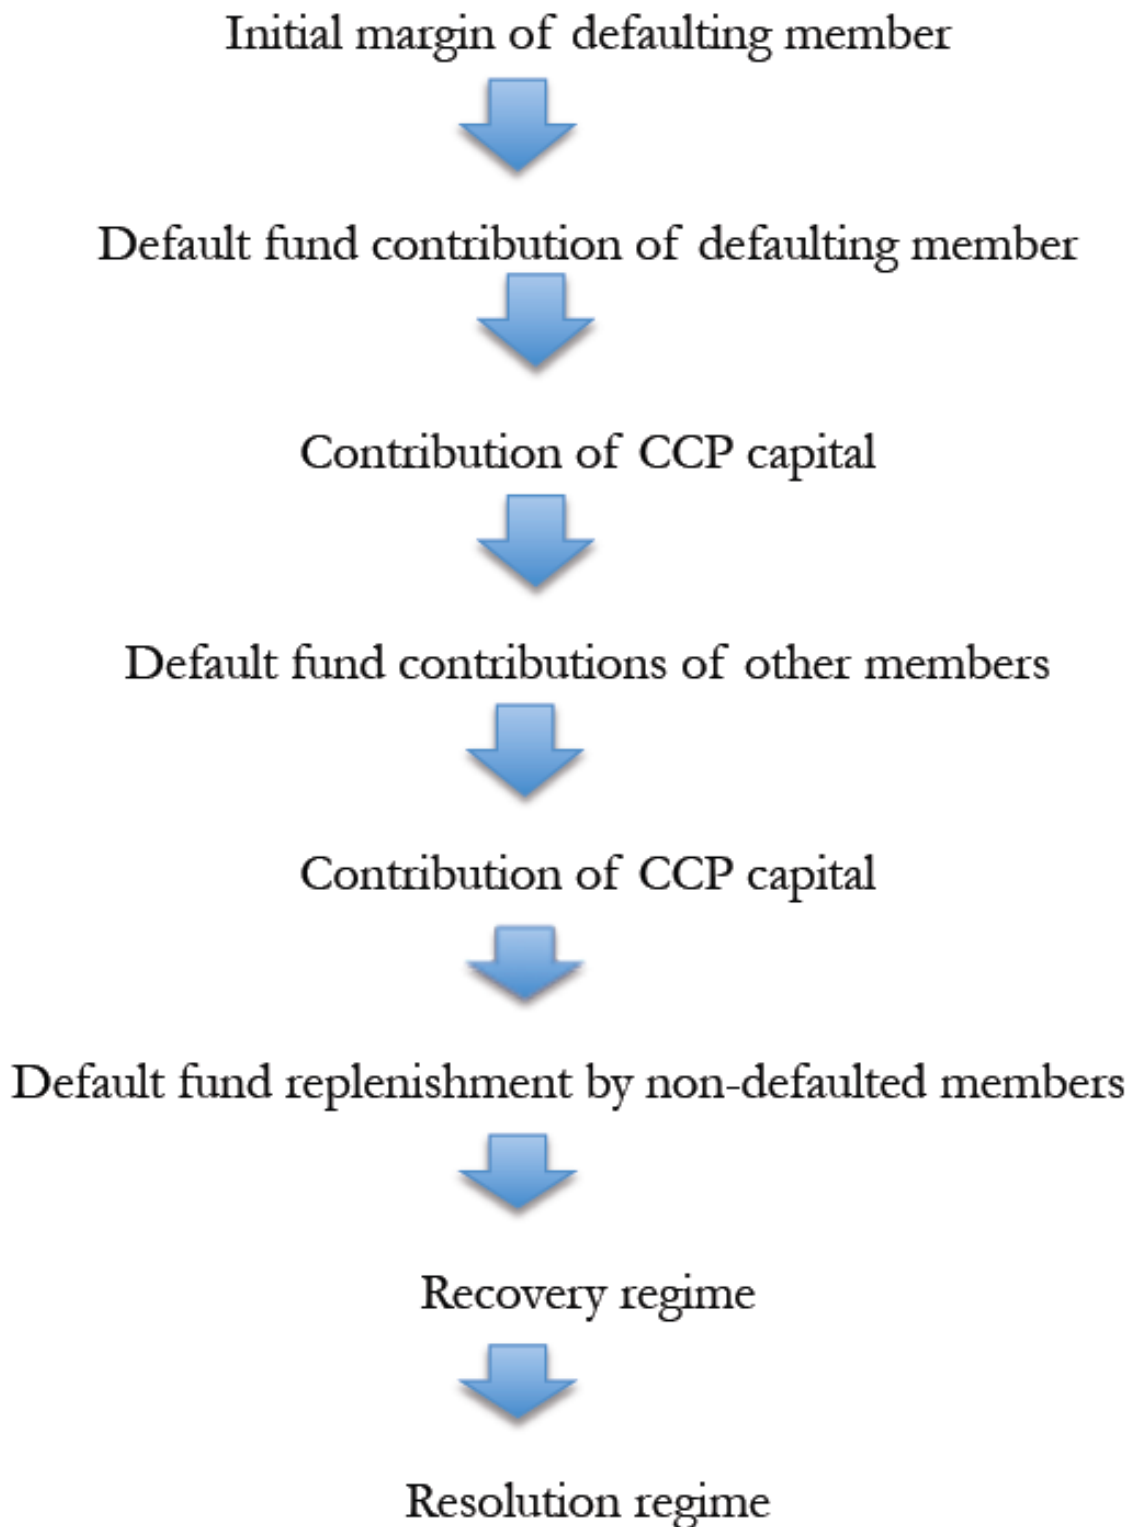 Initial margin of defaulting member
Default fund contribution of defaulting member
Contribution of CCP capital
Default fund contributions of other members
Contribution of CCP capital
Default fund replenishment by non-defaulted members
Recovery regime
Resolution regime